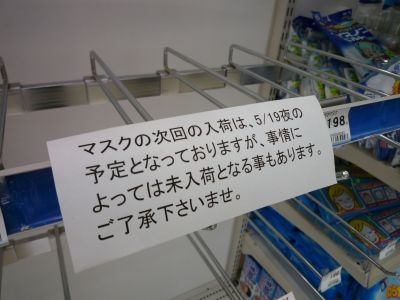 マスクの次回の入荷は、5/19夜の
予定となっておりますが、事情に
よっては未入荷となる事もあります。
ご了承下さいませ。
198